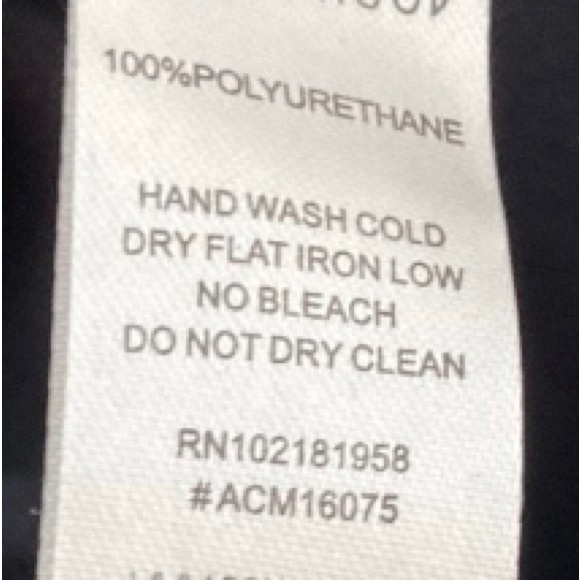 100%POLYURETHANE
HAND WASH COLD
DRY FLAT IRON LOW
NO BLEACH
DO NOT DRY CLEAN
RN102181958
#ACM16075